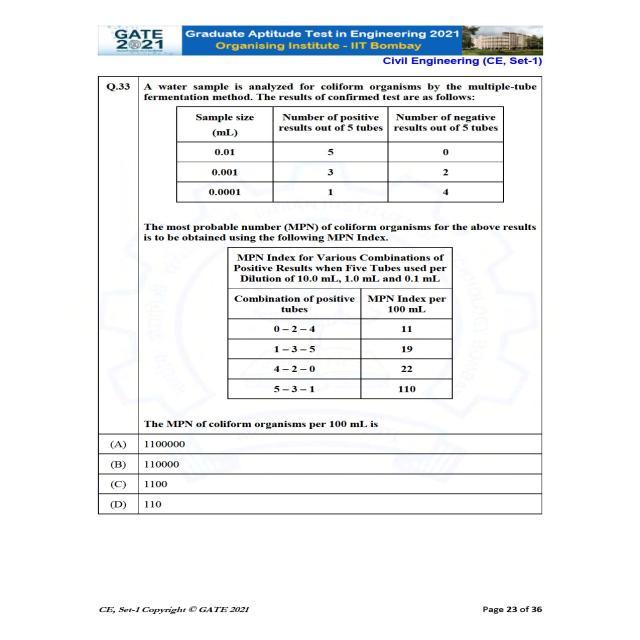 GATE
2021
Graduate Aptitude Test in Engineering 2021
Organising Institute - IIT Bombay
Civil Engineering (CE, Set-1)
Q.33 A water sample is analyzed for coliform organisms by the multiple-tube
fermentation method. The results of confirmed test are as follows:
Sample size (mL) Number of positive results out of 5 tubes Number of negative results out of 5 tubes
0.01 5 0
0.001 3 2
0.0001 1 4
The most probable number (MPN) of coliform organisms for the above results
is to be obtained using the following MPN Index.
MPN Index for Various Combinations of
Positive Results when Five Tubes used per
Dilution of 10.0 mL, 1.0 mL and 0.1 mL
Combination of positive tubes MPN Index per 100 mL
0 – 2 – 4 11
1 – 3 – 5 19
4 – 2 – 0 22
5 – 3 – 1 110
The MPN of coliform organisms per 100 mL is
(A) 1100000
(B) 110000
(C) 1100
(D) 110
CE, Set-1 Copyright © GATE 2021 Page 23 of 36